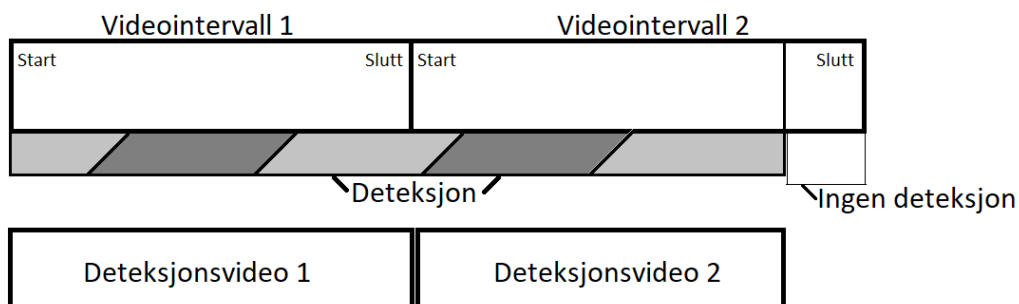 Videointervall 1
Videointervall 2
Start
Slutt
Start
Slutt
Deteksjon
Ingen deteksjon
Deteksjonsvideo 1
Deteksjonsvideo 2